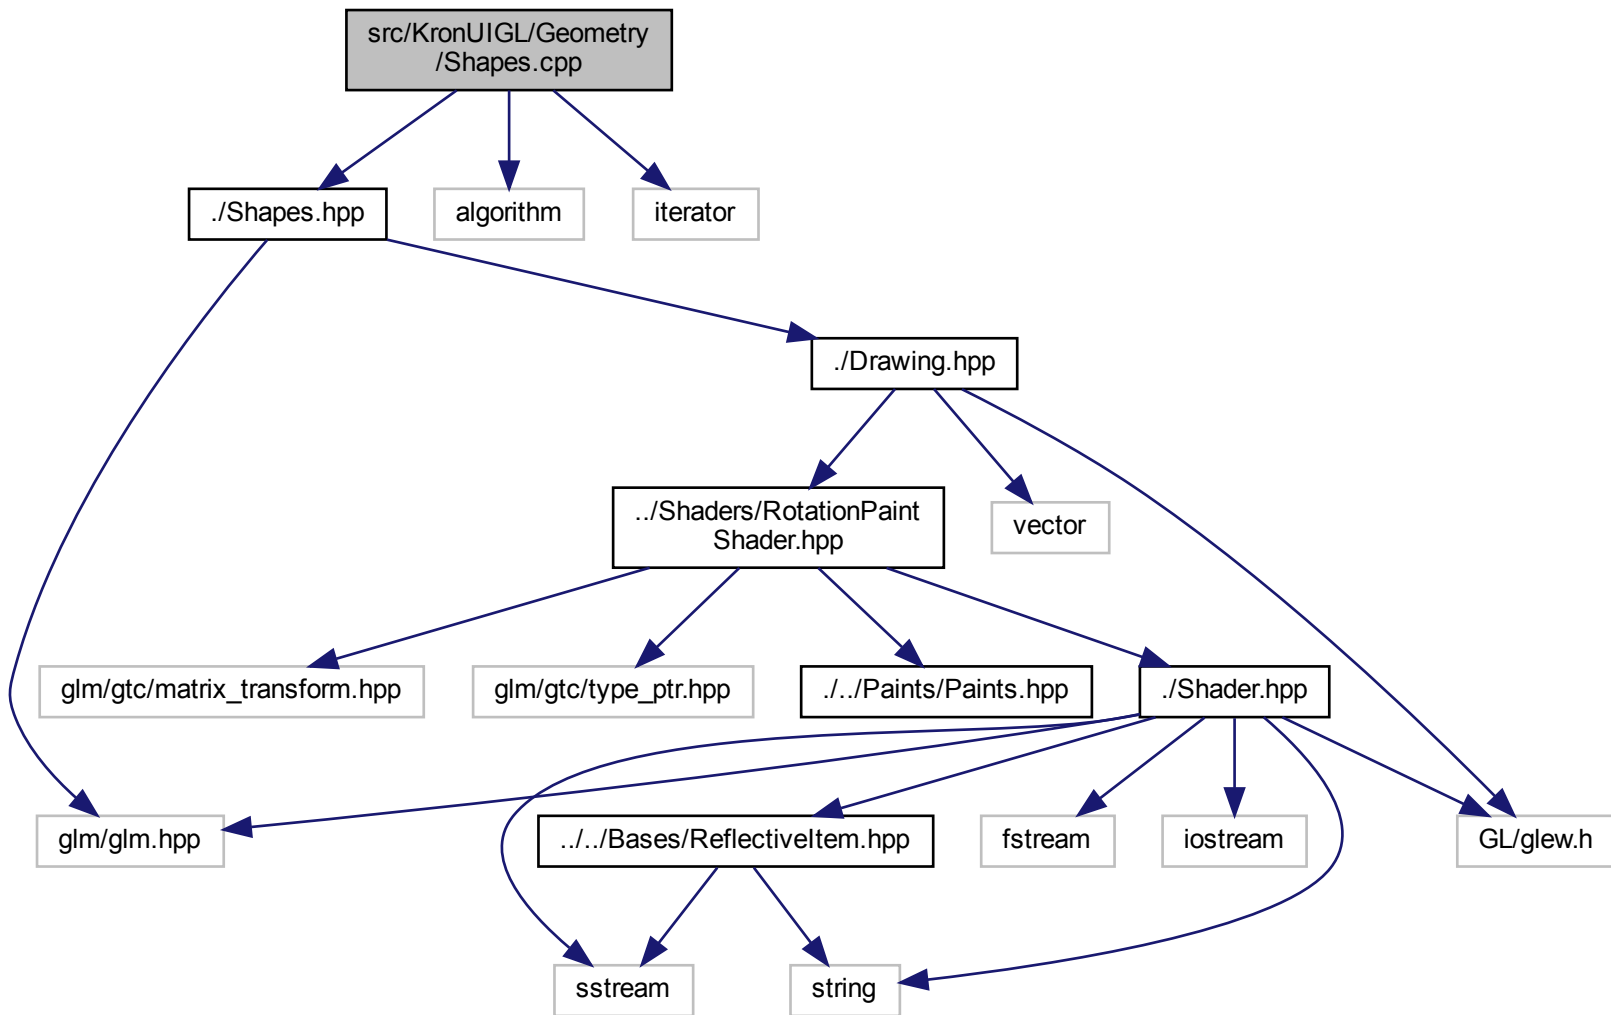 src/KronUIGL/Geometry
/Shapes.cpp
./Shapes.hpp
algorithm
iterator
./Drawing.hpp
../Shaders/RotationPaint
Shader.hpp
vector
glm/gtc/matrix_transform.hpp
glm/gtc/type_ptr.hpp
./../Paints/Paints.hpp
./Shader.hpp
glm/glm.hpp
../../Bases/ReflectiveItem.hpp
fstream
iostream
GL/glew.h
sstream
string